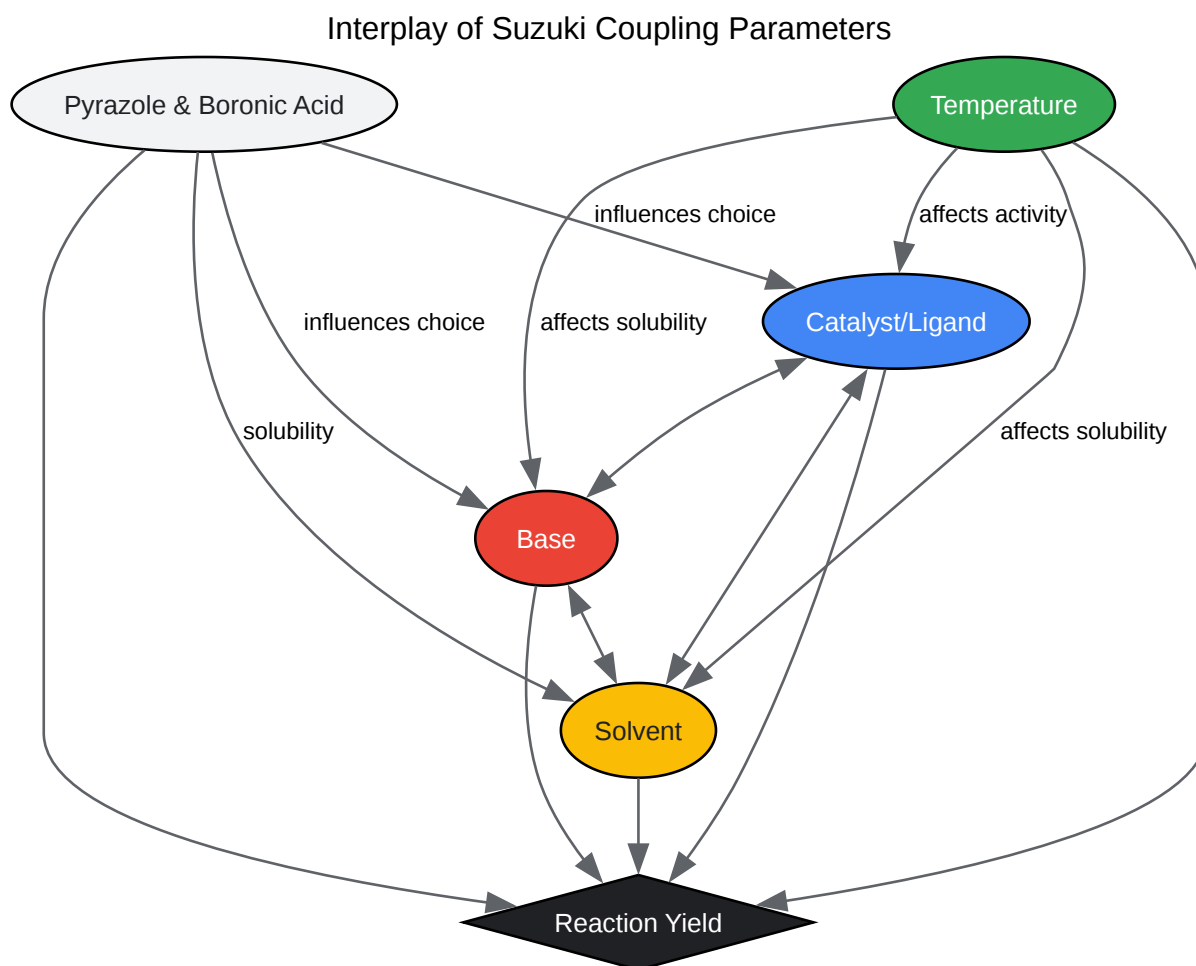 Interplay of Suzuki Coupling Parameters
Pyrazole & Boronic Acid
Temperature
influences choice
affects activity
influences choice
affects solubility
Catalyst/Ligand
solubility
affects solubility
Base
Solvent
Reaction Yield